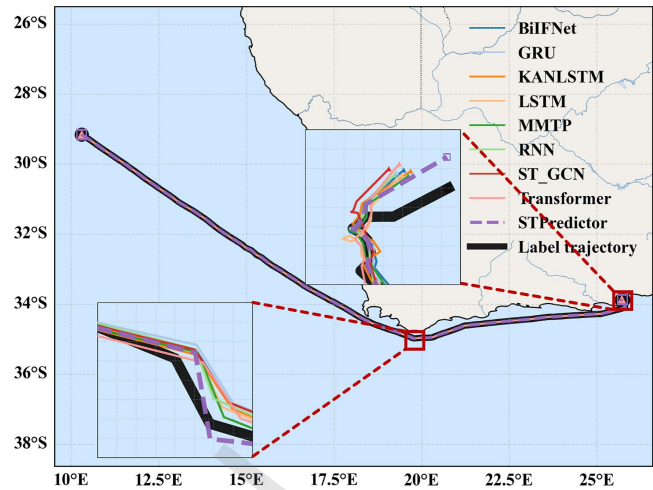 26°S
28°S
30°S
32°S
34°S
36°S
38°S
BiIFNet
GRU
KANLSTM
LSTM
MMTP
RNN
ST_GCN
Transformer
STPredictor
Label trajectory
10°E 12.5°E 15°E 17.5°E 20°E 22.5°E 25°E